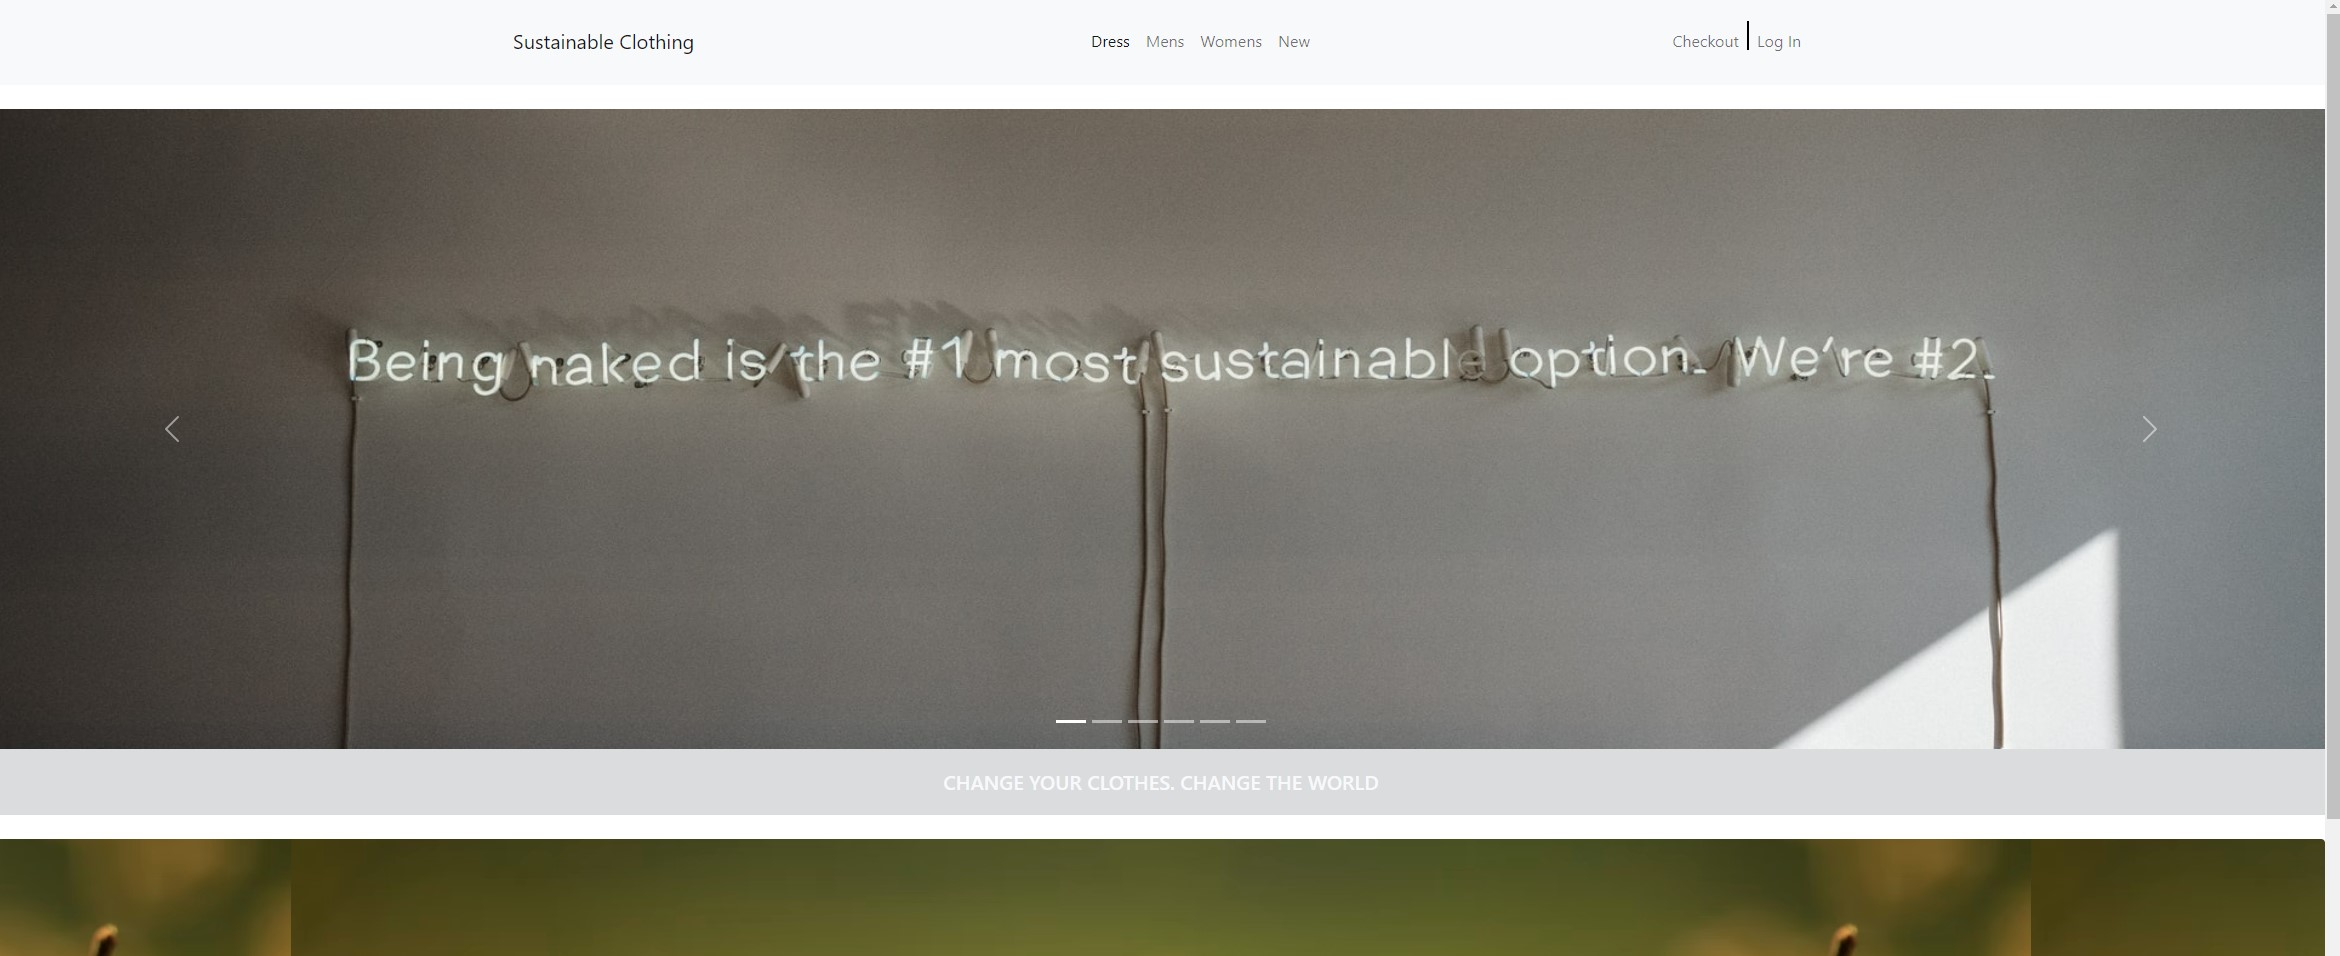 Sustainable Clothing
Dress Mens Womens New
Checkout Log In
Being naked is the #1 most sustainable option. We're #2.
CHANGE YOUR CLOTHES. CHANGE THE WORLD